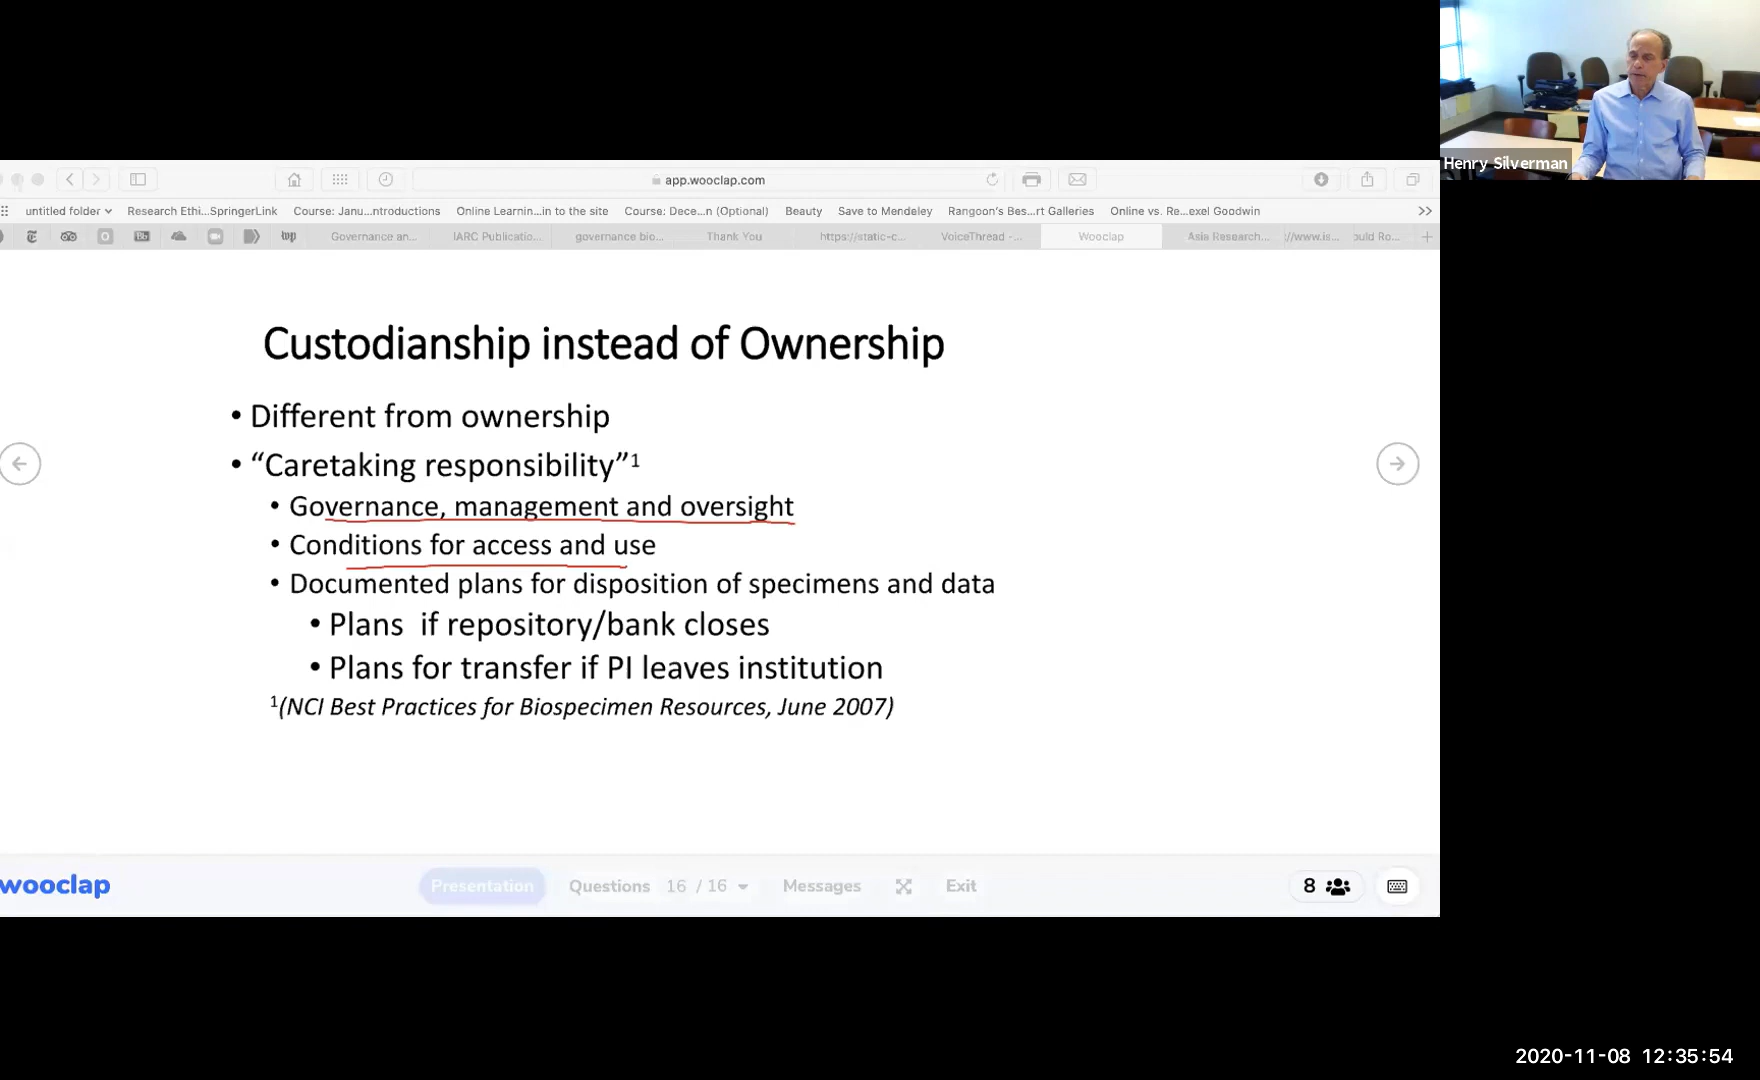 Henry Silverman
app.wooclap.com
untitled folder Research Ethi...SpringerLink Course: Janu...ntroductions Online Learnin...in to the site Course: Dece...n (Optional) Beauty Save to Mendeley Rangoon's Bes...rt Galleries Online vs. Re...exel Goodwin
Governance an... IARC Publicatio... governance bio... Thank You https://static-c... VoiceThread -... Wooclap Asia Research... //www.is... ould Ro...
Custodianship instead of Ownership
• Different from ownership
• “Caretaking responsibility”1
• Governance, management and oversight
• Conditions for access and use
• Documented plans for disposition of specimens and data
• Plans if repository/bank closes
• Plans for transfer if PI leaves institution
1(NCI Best Practices for Biospecimen Resources, June 2007)
wooclap Presentation Questions 16 / 16 Messages Exit 8
2020-11-08 12:35:54